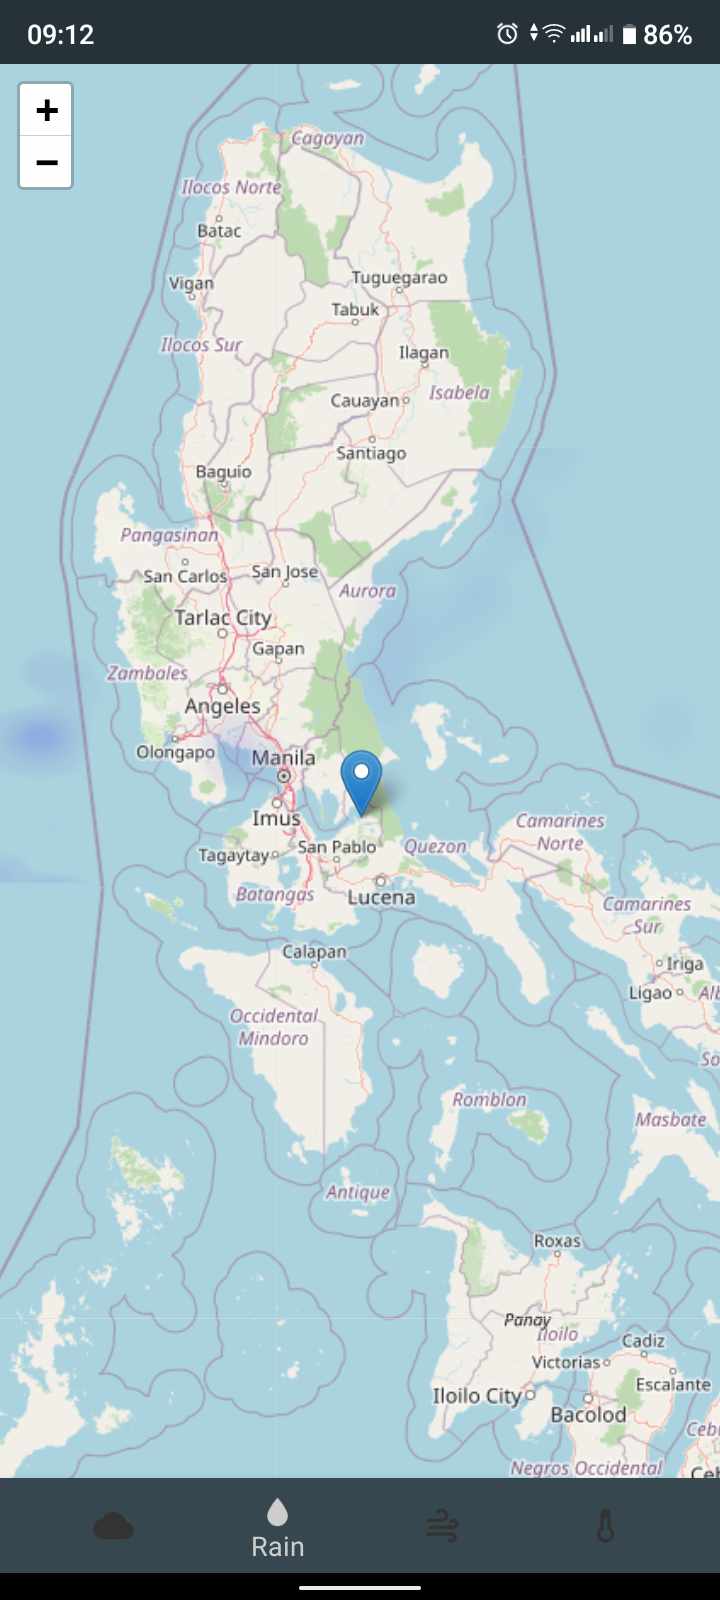 09:12
86%
+
−
Cagayan
Ilocos Norte
Batac
Tuguegarao
Vigan
Tabuk
Ilocos Sur
Ilagan
Isabela
Cauayan
Santiago
Baguio
Pangasinan
San Carlos
San Jose
Aurora
Tarlac City
Gapan
Zambales
Angeles
Olongapo
Manila
Imus
Camarines
Norte
San Pablo
Quezon
Tagaytay
Batangas
Lucena
Camarines
Sur
Calapan
Iriga
Ligao
Alb
Occidental
Mindoro
So
Romblon
Masbate
Antique
Roxas
Panay
Iloilo
Cadiz
Victorias
Escalante
Iloilo City
Bacolod
Cebu
Negros Occidental
Ceb
Rain